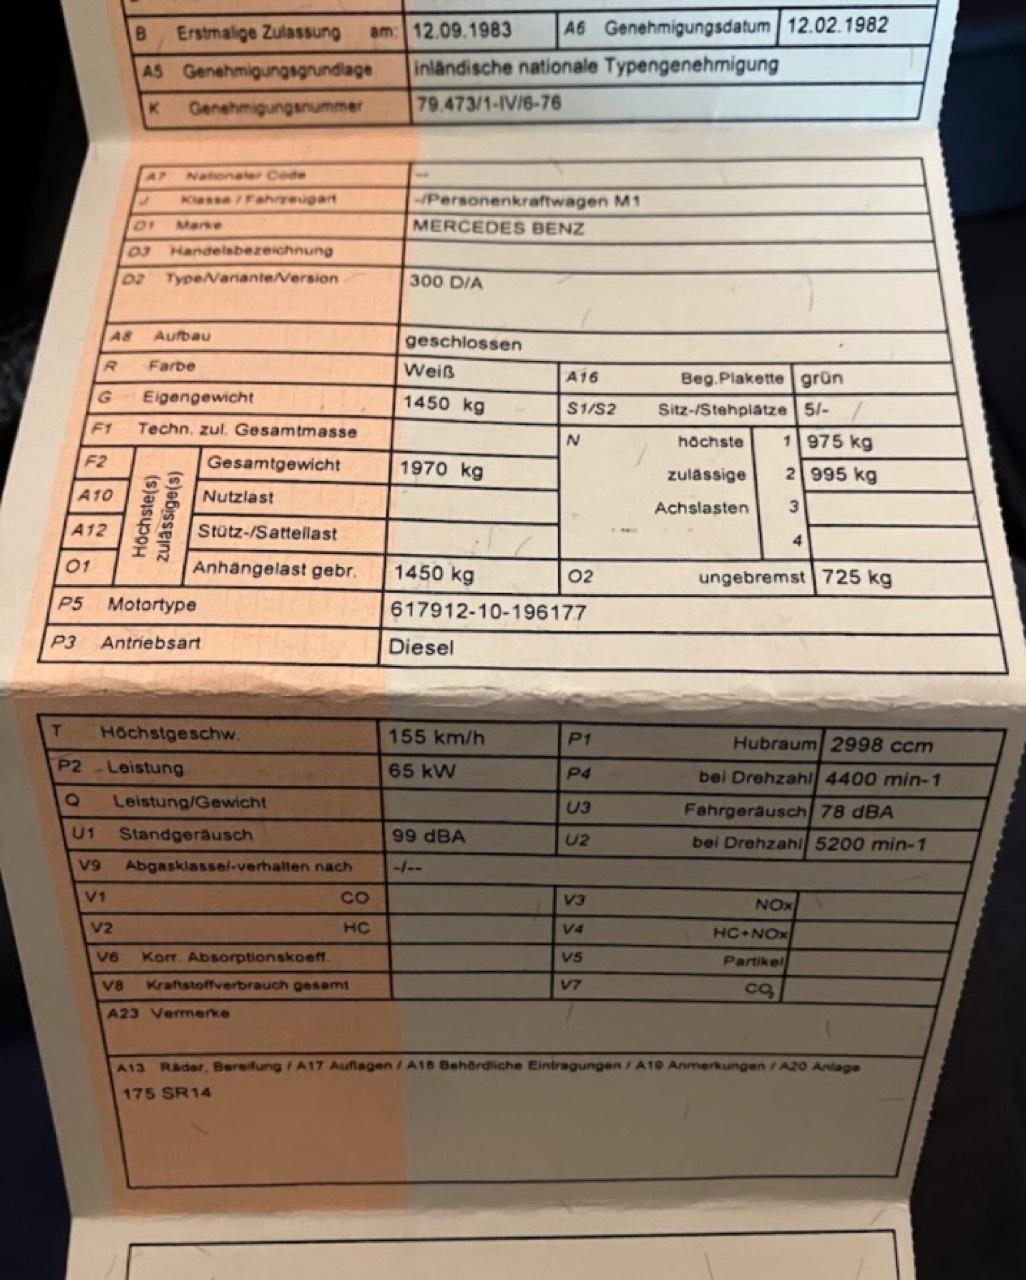 B Erstmalige Zulassung am: 12.09.1983 A6 Genehmigungsdatum 12.02.1982
A5 Genehmigungsgrundlage inländische nationale Typengenehmigung
K Genehmigungsnummer 79.473/1-IV/6-76
A7 Nationaler Code --
J Klasse / Fahrzeugart -/Personenkraftwagen M1
D1 Marke MERCEDES BENZ
D3 Handelsbezeichnung
D2 Type/Variante/Version 300 D/A
A8 Aufbau geschlossen
R Farbe Weiß A16 Beg.Plakette grün
G Eigengewicht 1450 kg S1/S2 Sitz-/Stehplätze 5/-
F1 Techn. zul. Gesamtmasse N höchste 1 975 kg
F2 Höchste(s) zulässige(s) Gesamtgewicht 1970 kg zulässige 2 995 kg
A10 Nutzlast Achslasten 3
A12 Stütz-/Sattellast 4
O1 Anhängelast gebr. 1450 kg O2 ungebremst 725 kg
P5 Motortype 617912-10-196177
P3 Antriebsart Diesel
T Höchstgeschw. 155 km/h P1 Hubraum 2998 ccm
P2 Leistung 65 kW P4 bei Drehzahl 4400 min-1
Q Leistung/Gewicht U3 Fahrgeräusch 78 dBA
U1 Standgeräusch 99 dBA U2 bei Drehzahl 5200 min-1
V9 Abgasklasse/-verhalten nach -/--
V1 CO V3 NOx
V2 HC V4 HC+NOx
V6 Korr. Absorptionskoeff. V5 Partikel
V8 Kraftstoffverbrauch gesamt V7 CO2
A23 Vermerke
A13 Räder, Bereifung / A17 Auflagen / A18 Behördliche Eintragungen / A19 Anmerkungen / A20 Anlage
175 SR14